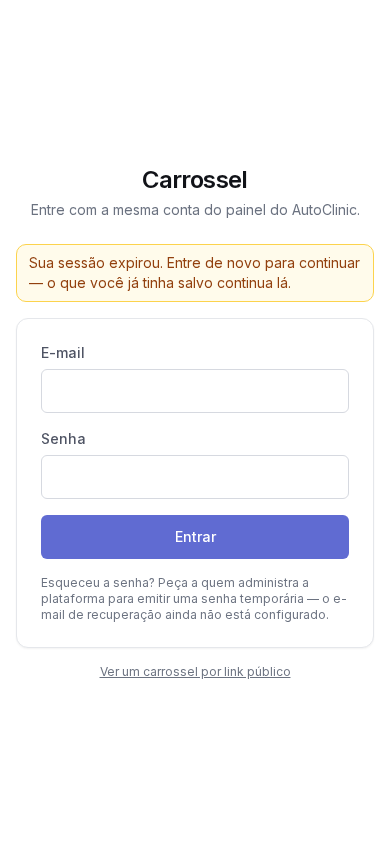 Carrossel
Entre com a mesma conta do painel do AutoClinic.
Sua sessão expirou. Entre de novo para continuar
— o que você já tinha salvo continua lá.
E-mail
Senha
Entrar
Esqueceu a senha? Peça a quem administra a
plataforma para emitir uma senha temporária — o e-
mail de recuperação ainda não está configurado.
Ver um carrossel por link público